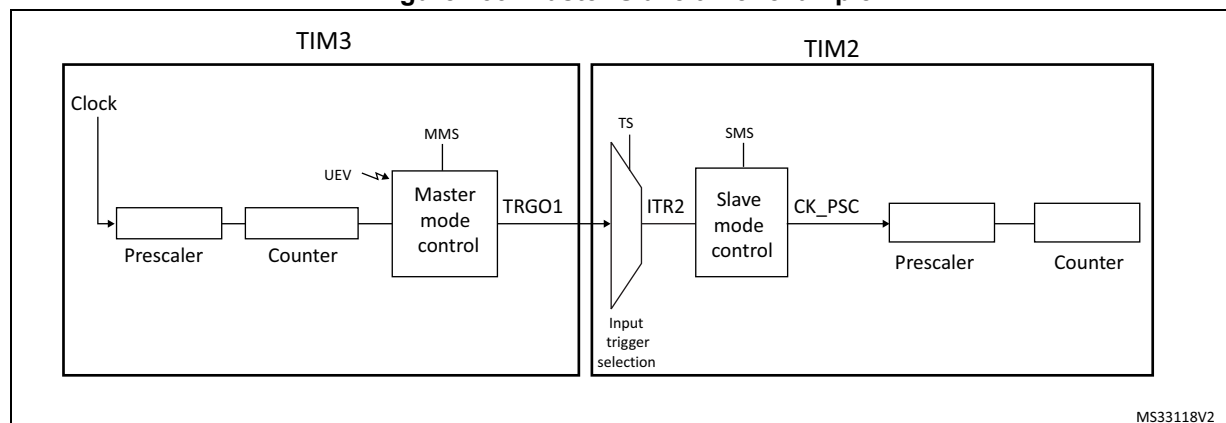 TIM3
TIM2
Clock
TS
SMS
MMS
UEV
Master
mode
control
TRGO1
ITR2
Slave
mode
control
CK_PSC
Prescaler
Counter
Prescaler
Counter
Input
trigger
selection
MS33118V2